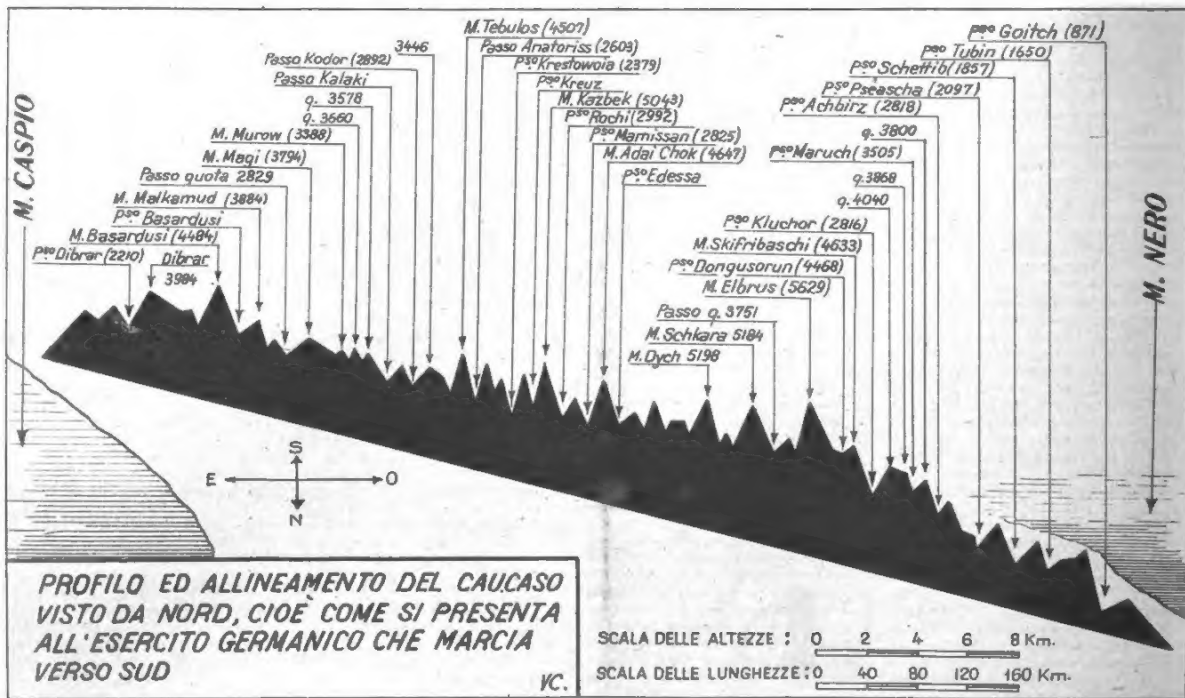 M. CASPIO
P.so Dibrar (2210)
Dibrar
3984
M. Basardusi (4484)
P.so Basardusi
M. Malkamud (3884)
Passo quota 2829
M. Magi (3794)
M. Murow (3388)
q. 3660
q. 3578
Passo Kalaki
Passo Kodor (2892)
3446
M. Tebulos (4507)
Passo Anatoriss (2603)
P.so Krestowoia (2379)
P.so Kreuz
M. Kazbek (5043)
P.so Rochi (2992)
P.so Mamissan (2825)
M. Adai Chok (4647)
P.so Edessa
M. Dych 5198
M. Schkara 5184
Passo q. 3751
M. Elbrus (5629)
P.so Dongusorun (4468)
M. Skifribaschi (4633)
P.so Kluchor (2816)
q. 4040
q. 3868
P.so Maruch (3505)
q. 3800
P.so Achbirz (2818)
P.so Pseascha (2097)
P.so Schettib (1857)
P.so Tubin (1650)
P.so Goitch (871)
M. NERO
S
E O
N
PROFILO ED ALLINEAMENTO DEL CAUCASO
VISTO DA NORD, CIOÈ COME SI PRESENTA
ALL'ESERCITO GERMANICO CHE MARCIA
VERSO SUD
VC.
SCALA DELLE ALTEZZE: 0 2 4 6 8 Km.
SCALA DELLE LUNGHEZZE: 0 40 80 120 160 Km.